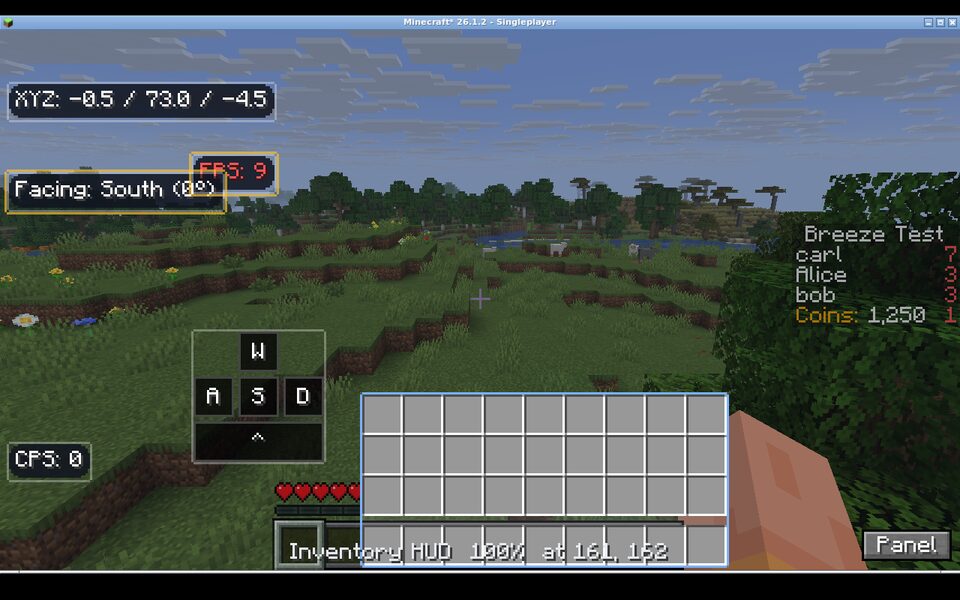 Minecraft* 26.1.2 - Singleplayer
XYZ: -0.5 / 73.0 / -4.5
FPS: 9
Facing: South (0°)
Breeze Test
carl 7
Alice 3
bob 3
Coins: 1,250 1
W
A S D
^
CPS: 0
Inventory HUD 100% at 161, 162
Panel